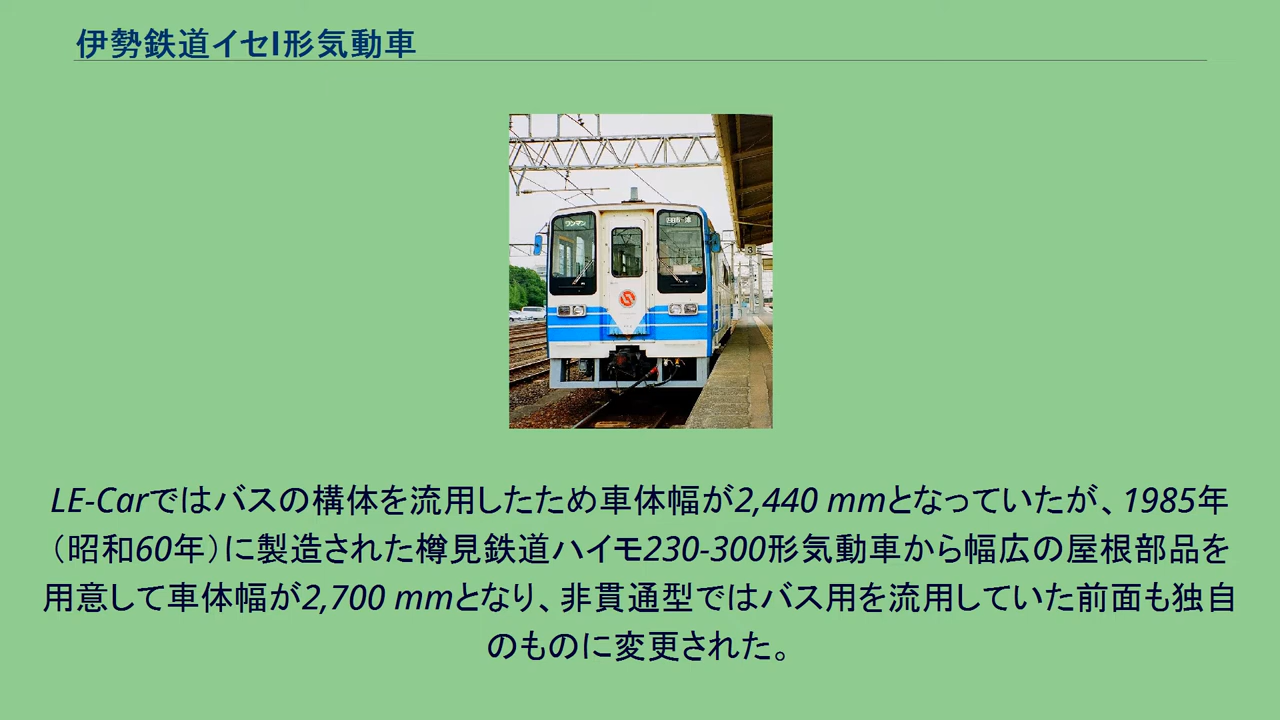 伊勢鉄道イセI形気動車
ワンマン
3
LE-Carではバスの構体を流用したため車体幅が2,440 mmとなっていたが、1985年
（昭和60年）に製造された樽見鉄道ハイモ230-300形気動車から幅広の屋根部品を
用意して車体幅が2,700 mmとなり、非貫通型ではバス用を流用していた前面も独自
のものに変更された。